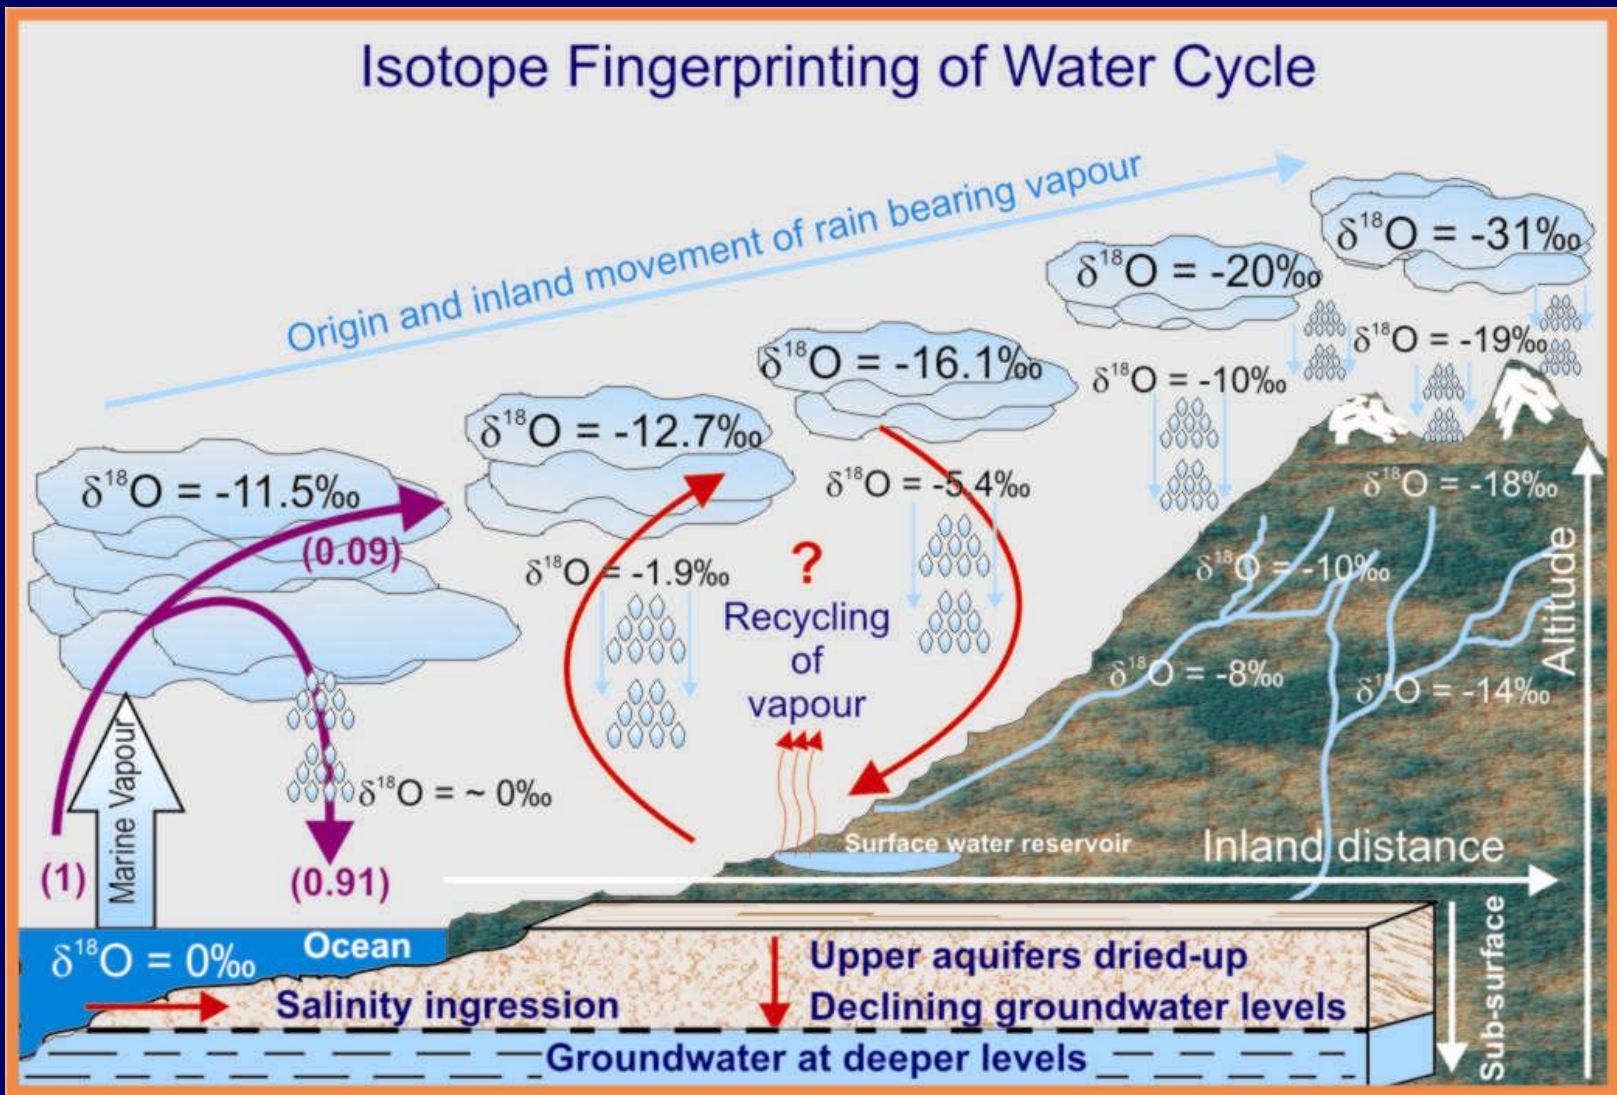 Isotope Fingerprinting of Water Cycle
Origin and inland movement of rain bearing vapour
δ¹⁸O = -31‰
δ¹⁸O = -20‰
δ¹⁸O = -19‰
δ¹⁸O = -16.1‰
δ¹⁸O = -10‰
δ¹⁸O = -12.7‰
δ¹⁸O = -11.5‰
δ¹⁸O = -5.4‰
δ¹⁸O = -18‰
(0.09)
δ¹⁸O = -1.9‰
?
Recycling
of
vapour
δ¹⁸O = -10‰
Altitude
δ¹⁸O = -8‰
δ¹⁸O = -14‰
Marine Vapour
δ¹⁸O = ~ 0‰
(1)
(0.91)
Surface water reservoir
Inland distance
δ¹⁸O = 0‰
Ocean
Upper aquifers dried-up
Salinity ingression
Declining groundwater levels
Sub-surface
Groundwater at deeper levels